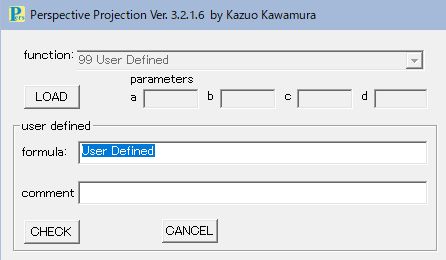 Pers
Perspective Projection Ver. 3.2.1.6 by Kazuo Kawamura
function: 99 User Defined
parameters
LOAD a b c d
user defined
formula: User Defined
comment
CHECK CANCEL